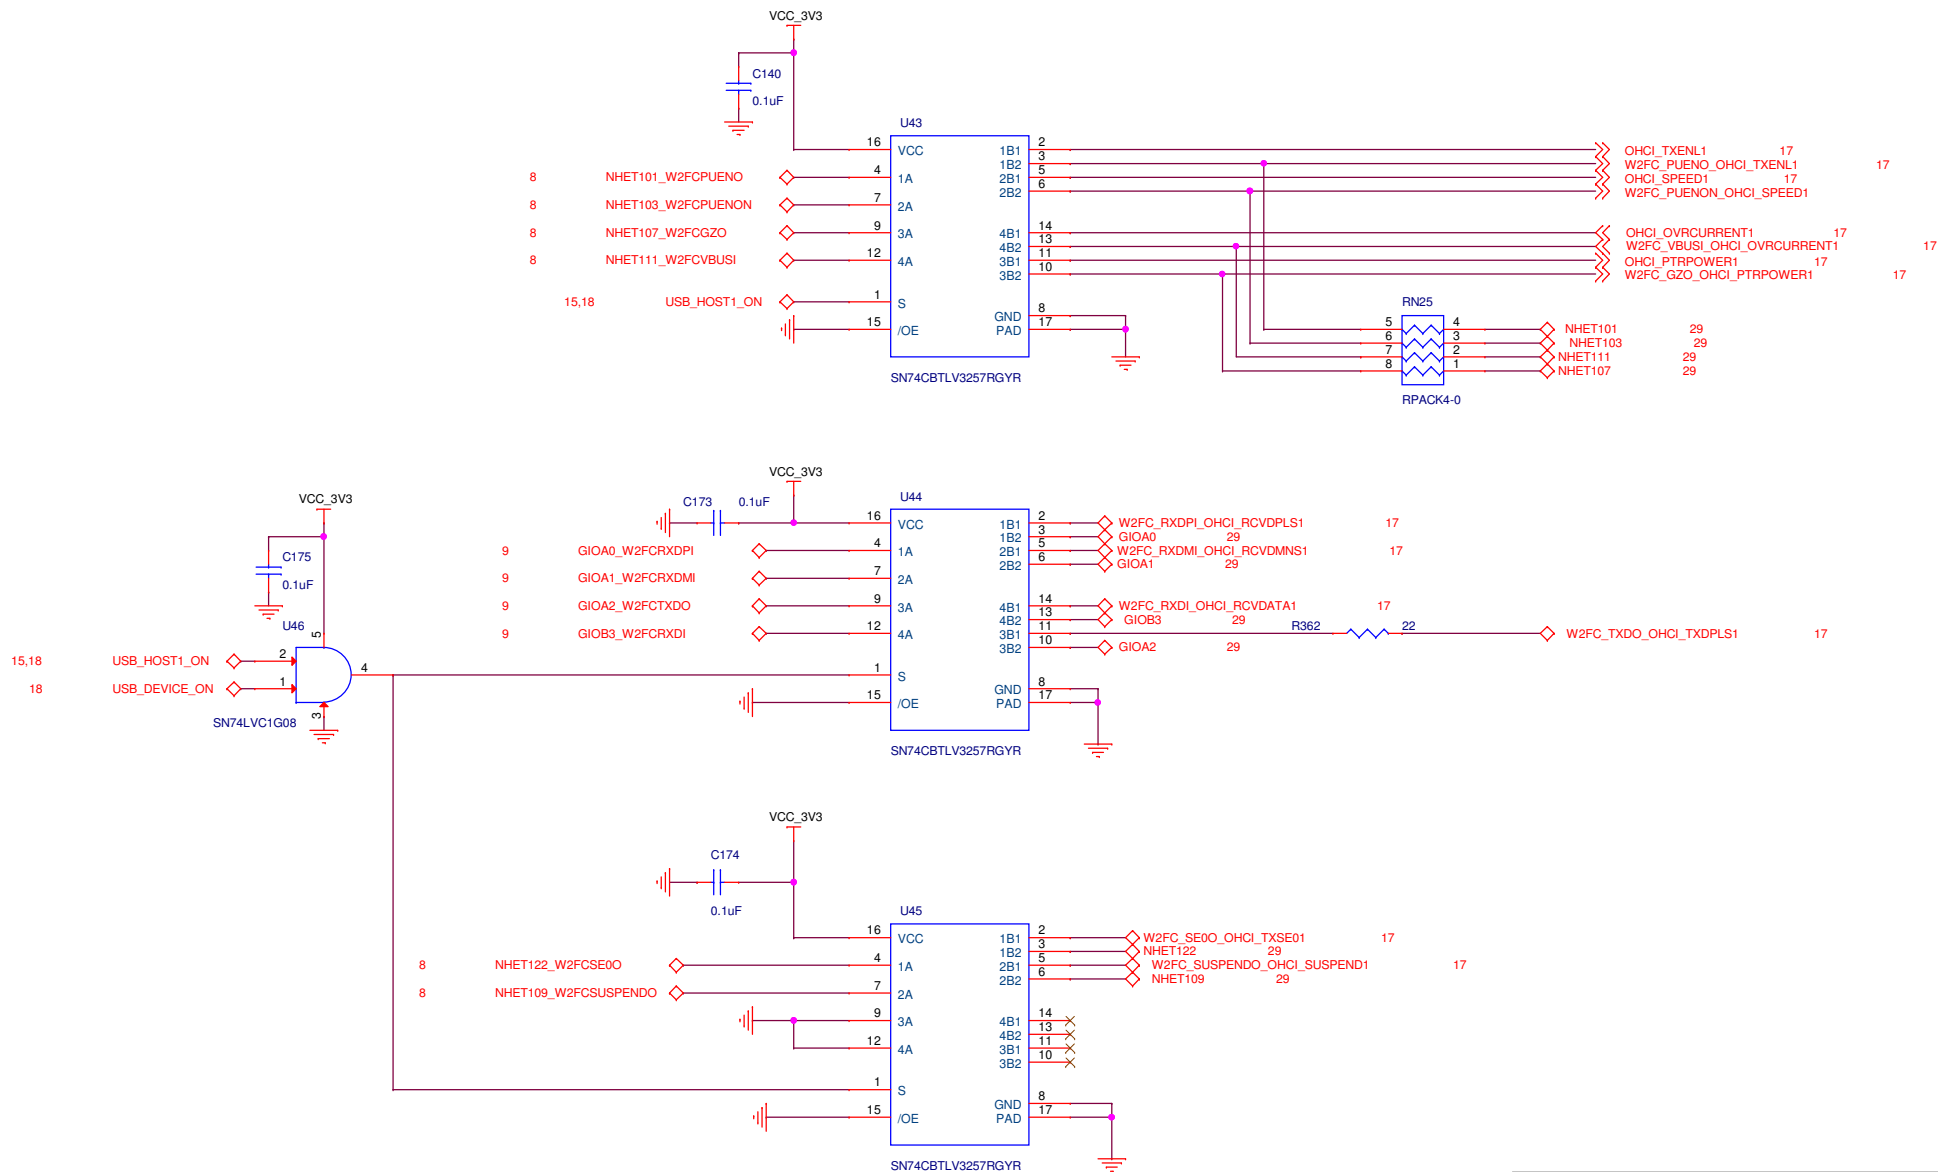 VCC_3V3
C140
0.1uF
U43
16 VCC 1B1 2 OHCI_TXENL1 17
1B2 3 W2FC_PUENO_OHCI_TXENL1 17
8 NHET101_W2FCPUENO 4 1A 2B1 5 OHCI_SPEED1 17
2B2 6 W2FC_PUENON_OHCI_SPEED1
8 NHET103_W2FCPUENON 7 2A
8 NHET107_W2FCGZO 9 3A 4B1 14 OHCI_OVRCURRENT1 17
4B2 13 W2FC_VBUSI_OHCI_OVRCURRENT1 17
8 NHET111_W2FCVBUSI 12 4A 3B1 11 OHCI_PTRPOWER1 17
3B2 10 W2FC_GZO_OHCI_PTRPOWER1 17
15,18 USB_HOST1_ON 1 S RN25
GND 8
15 /OE PAD 17 5 4 NHET101 29
6 3 NHET103 29
7 2 NHET111 29
8 1 NHET107 29
SN74CBTLV3257RGYR
RPACK4-0
VCC_3V3
VCC_3V3
C173 0.1uF
U44
16 VCC 1B1 2 W2FC_RXDPI_OHCI_RCVDPLS1 17
1B2 3 GIOA0 29
9 GIOA0_W2FCRXDPI 4 1A 2B1 5 W2FC_RXDMI_OHCI_RCVDMNS1 17
2B2 6 GIOA1 29
C175
0.1uF
9 GIOA1_W2FCRXDMI 7 2A
9 GIOA2_W2FCTXDO 9 3A 4B1 14 W2FC_RXDI_OHCI_RCVDATA1 17
4B2 13 GIOB3 29
U46
5
9 GIOB3_W2FCRXDI 12 4A 3B1 11 R362 22 W2FC_TXDO_OHCI_TXDPLS1 17
3B2 10 GIOA2 29
15,18 USB_HOST1_ON 2
4 1 S
18 USB_DEVICE_ON 1 GND 8
15 /OE PAD 17
3
SN74LVC1G08
SN74CBTLV3257RGYR
VCC_3V3
C174
0.1uF
U45
16 VCC 1B1 2 W2FC_SE0O_OHCI_TXSE01 17
1B2 3 NHET122 29
8 NHET122_W2FCSE0O 4 1A 2B1 5 W2FC_SUSPENDO_OHCI_SUSPEND1 17
2B2 6 NHET109 29
8 NHET109_W2FCSUSPENDO 7 2A
9 3A 4B1 14
4B2 13
12 4A 3B1 11
3B2 10
1 S
GND 8
15 /OE PAD 17
SN74CBTLV3257RGYR